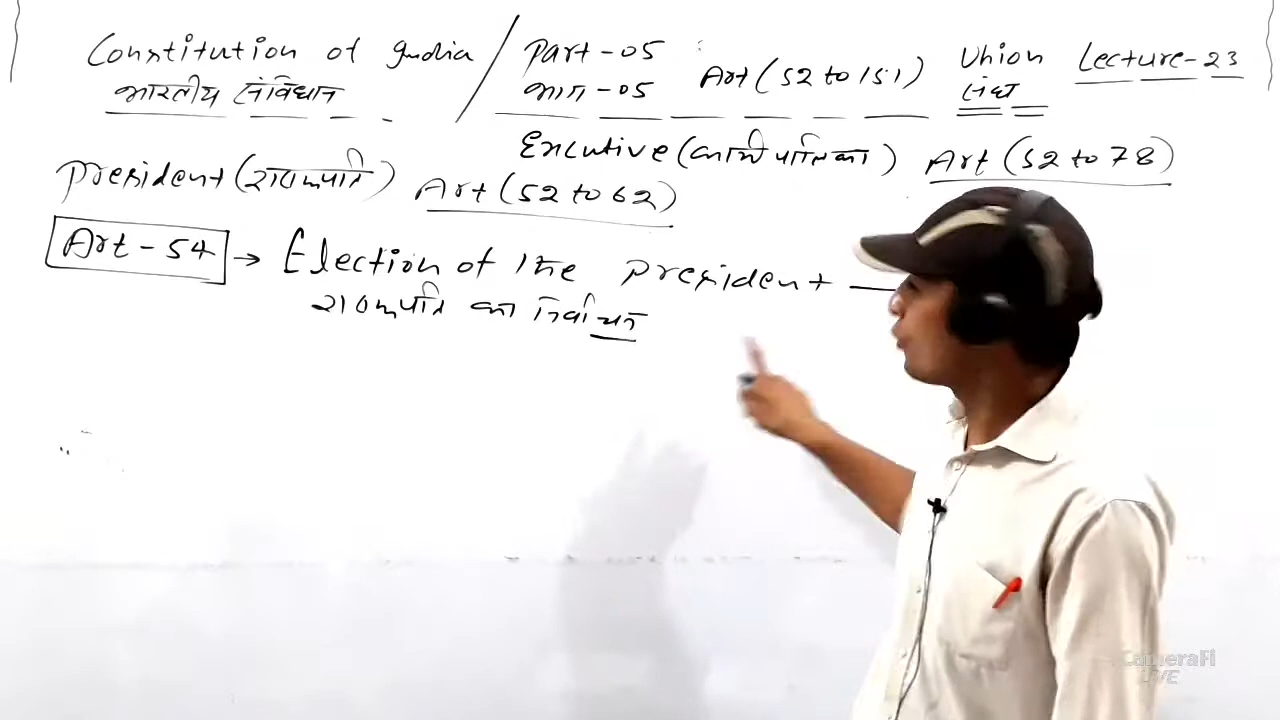 Constitution of India / Part-05 : Art (52 to 151) Union Lecture-23
भारतीय संविधान भाग-05 संघ
Executive (कार्यपालिका) Art (52 to 78)
President (राष्ट्रपति) Art (52 to 62)
Art-54 → Election of the president
राष्ट्रपति का निर्वाचन
CameraFi
LIVE